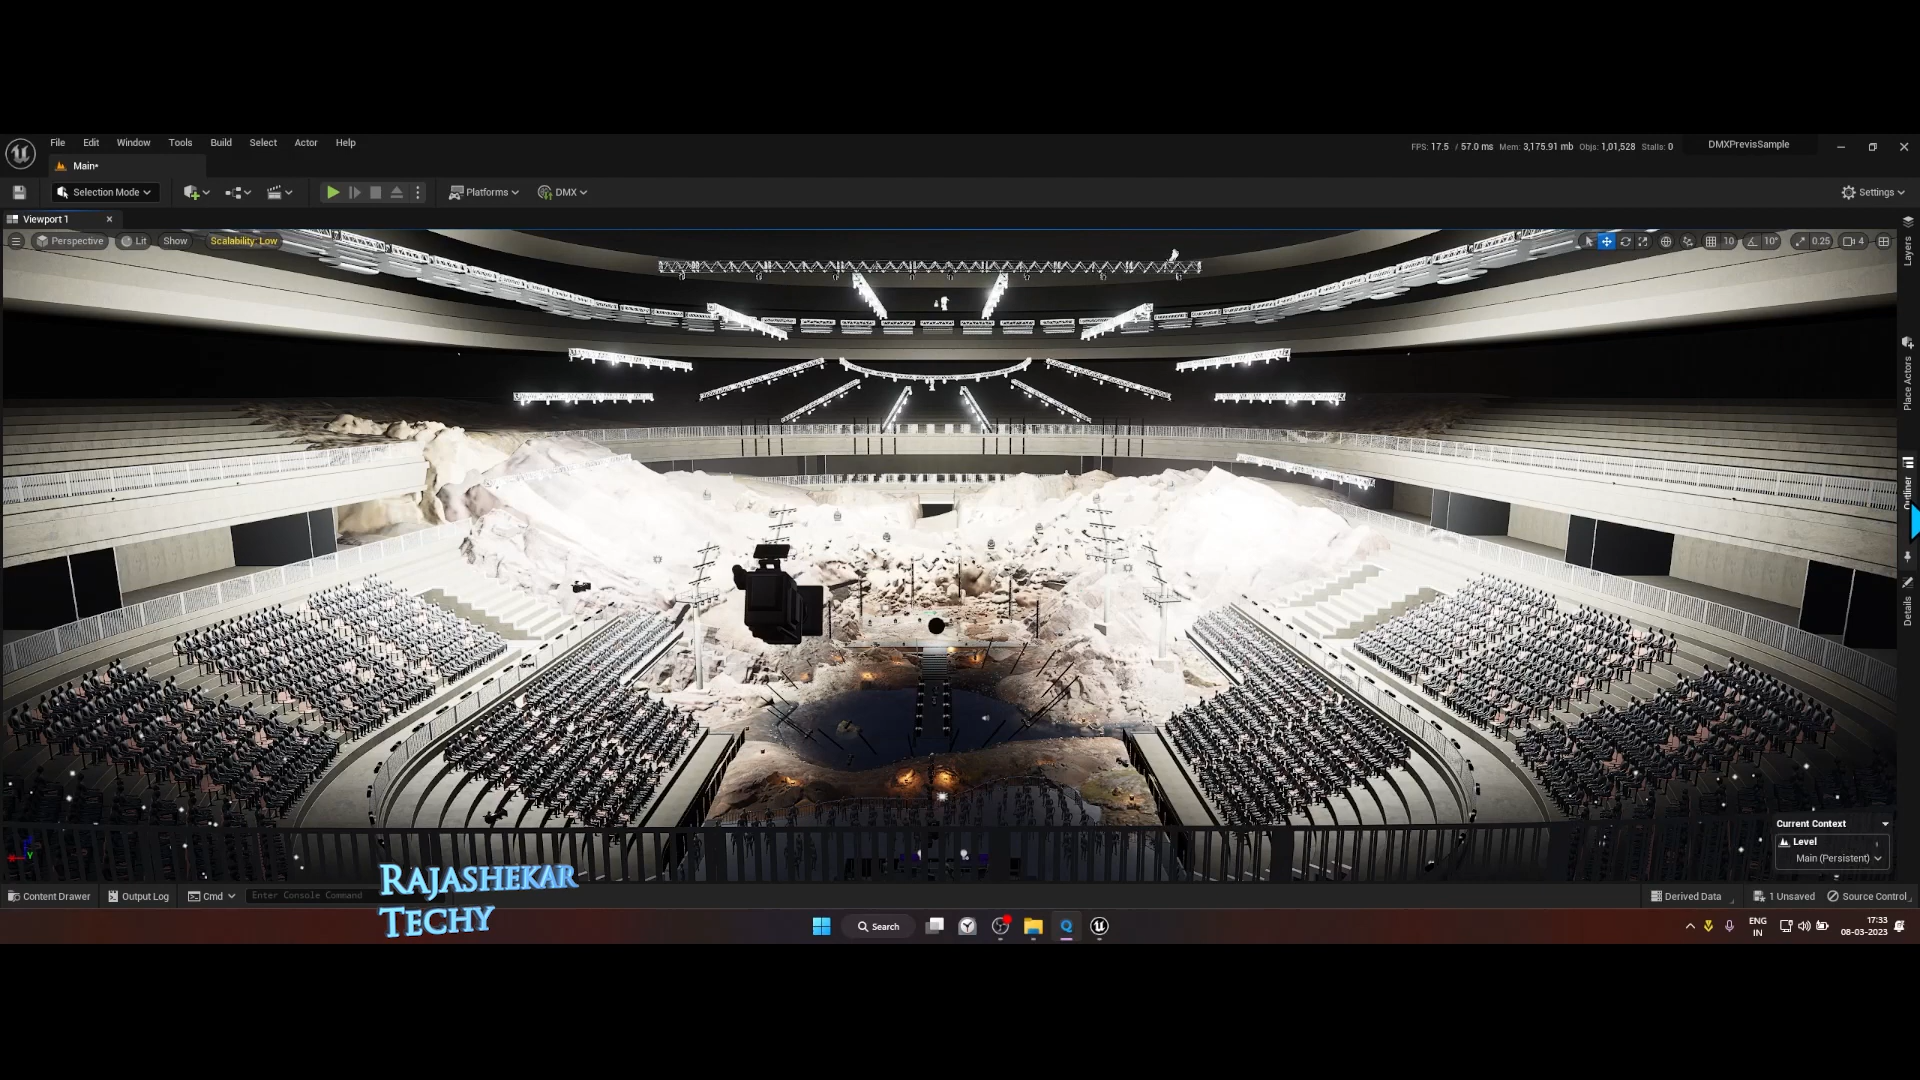 File Edit Window Tools Build Select Actor Help
FPS: 17.5 / 57.0 ms Mem: 3,175.91 mb Objs: 1,01,528 Stalls: 0
DMXPrevisSample
Main*
Selection Mode
Platforms
DMX
Settings
Viewport 1
Perspective
Lit
Show
Scalability: Low
10
10°
0.25
4
Layers
Place Actors
Outliner
Details
Current Context
Level
Main (Persistent)
Y
Content Drawer
Output Log
Cmd
Enter Console Command
Derived Data
1 Unsaved
Source Control
RAJASHEKAR
TECHY
Search
ENG
IN
17:33
08-03-2023